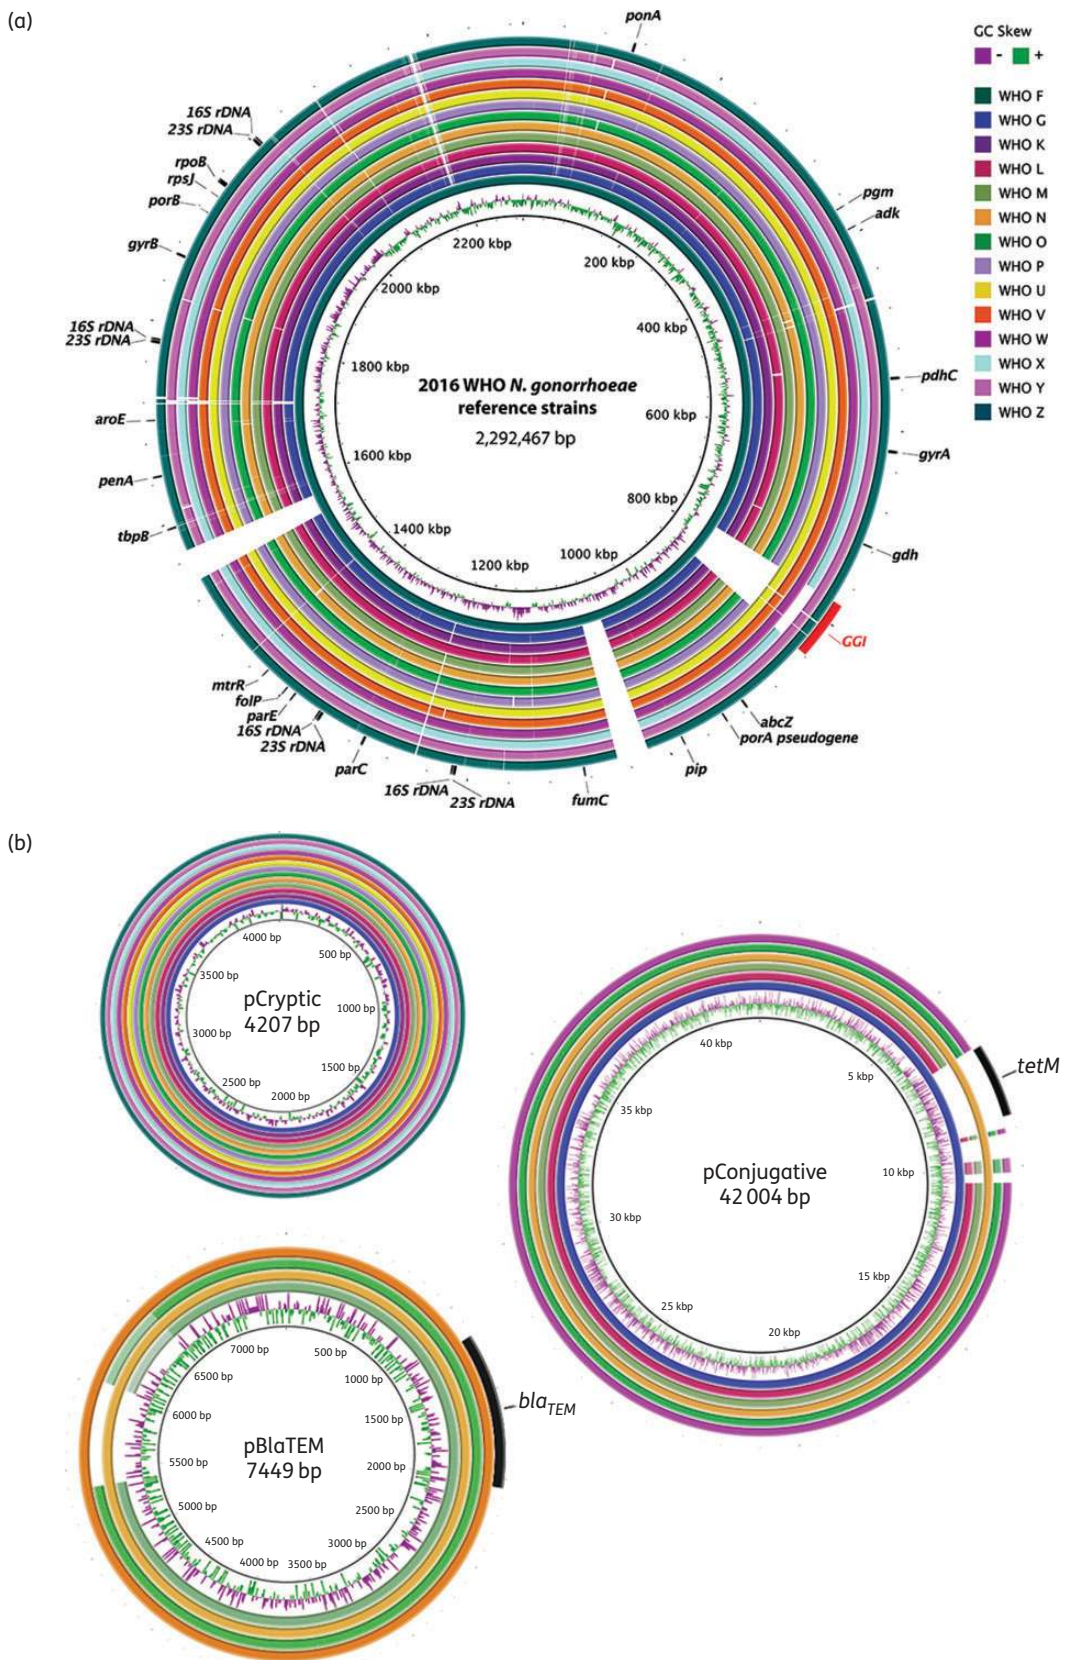 (a)
ponA
GC Skew
- +
WHO F
WHO G
WHO K
WHO L
WHO M
WHO N
WHO O
WHO P
WHO U
WHO V
WHO W
WHO X
WHO Y
WHO Z
16S rDNA
23S rDNA
rpoB
rpsJ
porB
gyrB
16S rDNA
23S rDNA
aroE
penA
tbpB
pgm
adk
pdhC
gyrA
gdh
GGI
2200 kbp
200 kbp
2000 kbp
400 kbp
1800 kbp
600 kbp
1600 kbp
800 kbp
1400 kbp
1000 kbp
1200 kbp
2016 WHO N. gonorrhoeae
reference strains
2,292,467 bp
mtrR
folP
parE
16S rDNA
23S rDNA
parC
16S rDNA
23S rDNA
fumC
pip
abcZ
porA pseudogene
(b)
4000 bp
500 bp
3500 bp
1000 bp
3000 bp
1500 bp
2500 bp
2000 bp
pCryptic
4207 bp
40 kbp
5 kbp
35 kbp
10 kbp
30 kbp
15 kbp
25 kbp
20 kbp
pConjugative
42 004 bp
tetM
7000 bp
500 bp
6500 bp
1000 bp
6000 bp
1500 bp
5500 bp
2000 bp
5000 bp
2500 bp
4500 bp
3000 bp
4000 bp
3500 bp
pBlaTEM
7449 bp
blaTEM